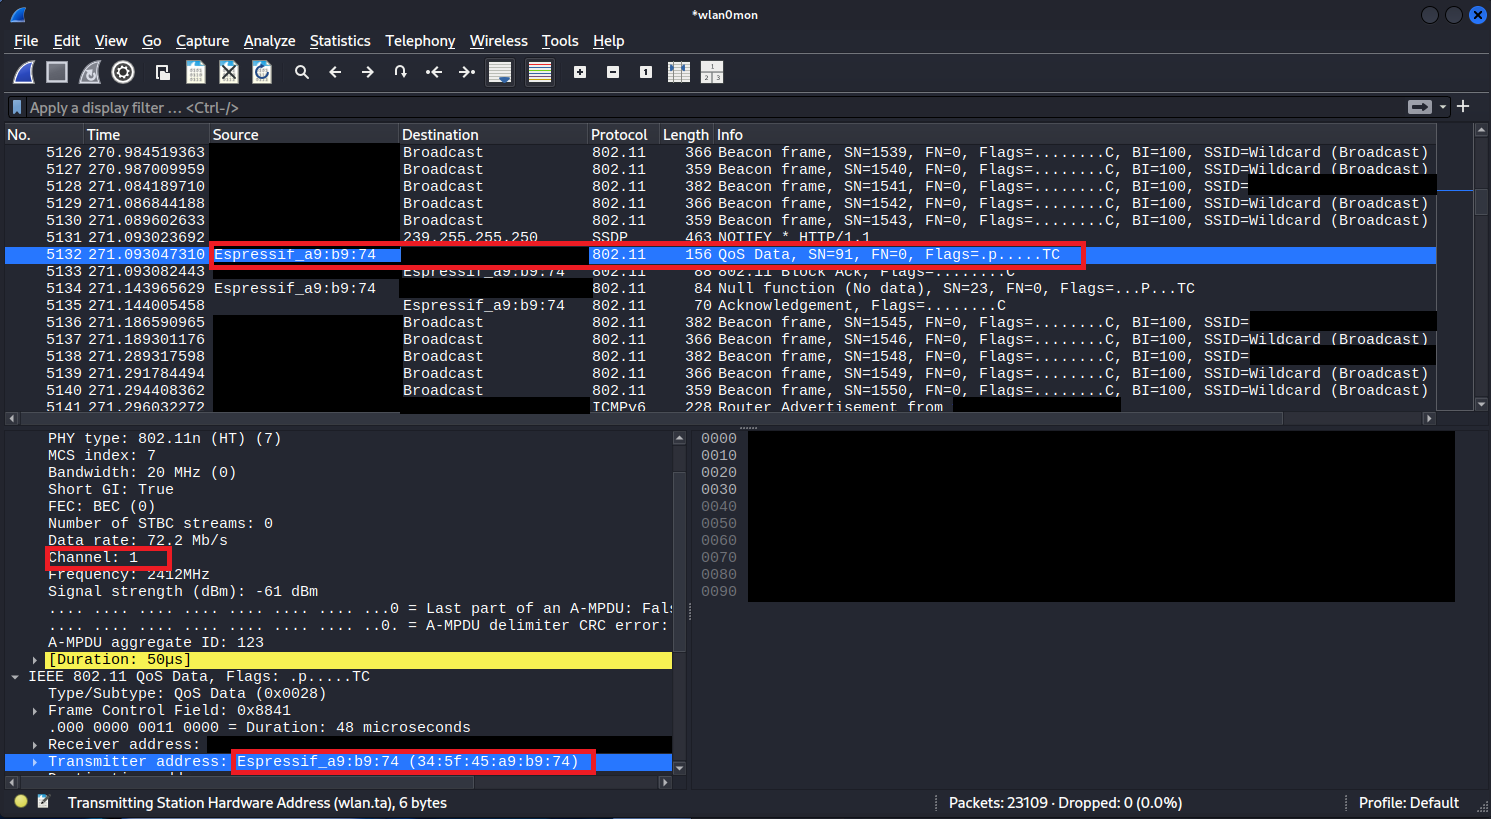 *wlan0mon
File Edit View Go Capture Analyze Statistics Telephony Wireless Tools Help
Apply a display filter ... <Ctrl-/>
No. Time Source Destination Protocol Length Info
5126 270.984519363 Broadcast 802.11 366 Beacon frame, SN=1539, FN=0, Flags=........C, BI=100, SSID=Wildcard (Broadcast)
5127 270.987009959 Broadcast 802.11 359 Beacon frame, SN=1540, FN=0, Flags=........C, BI=100, SSID=Wildcard (Broadcast)
5128 271.084189710 Broadcast 802.11 382 Beacon frame, SN=1541, FN=0, Flags=........C, BI=100, SSID=
5129 271.086844188 Broadcast 802.11 366 Beacon frame, SN=1542, FN=0, Flags=........C, BI=100, SSID=Wildcard (Broadcast)
5130 271.089602633 Broadcast 802.11 359 Beacon frame, SN=1543, FN=0, Flags=........C, BI=100, SSID=Wildcard (Broadcast)
5131 271.093023692 239.255.255.250 SSDP 463 NOTIFY * HTTP/1.1
5132 271.093047310 Espressif_a9:b9:74 802.11 156 QoS Data, SN=91, FN=0, Flags=.p.....TC
5133 271.093082443 Espressif_a9:b9:74 802.11 88 802.11 Block Ack, Flags=........C
5134 271.143965629 Espressif_a9:b9:74 802.11 84 Null function (No data), SN=23, FN=0, Flags=...P...TC
5135 271.144005458 Espressif_a9:b9:74 802.11 70 Acknowledgement, Flags=........C
5136 271.186590965 Broadcast 802.11 382 Beacon frame, SN=1545, FN=0, Flags=........C, BI=100, SSID=
5137 271.189301176 Broadcast 802.11 366 Beacon frame, SN=1546, FN=0, Flags=........C, BI=100, SSID=Wildcard (Broadcast)
5138 271.289317598 Broadcast 802.11 382 Beacon frame, SN=1548, FN=0, Flags=........C, BI=100, SSID=
5139 271.291784494 Broadcast 802.11 366 Beacon frame, SN=1549, FN=0, Flags=........C, BI=100, SSID=Wildcard (Broadcast)
5140 271.294408362 Broadcast 802.11 359 Beacon frame, SN=1550, FN=0, Flags=........C, BI=100, SSID=Wildcard (Broadcast)
5141 271.296032272 ICMPv6 228 Router Advertisement from
PHY type: 802.11n (HT) (7)
MCS index: 7
Bandwidth: 20 MHz (0)
Short GI: True
FEC: BEC (0)
Number of STBC streams: 0
Data rate: 72.2 Mb/s
Channel: 1
Frequency: 2412MHz
Signal strength (dBm): -61 dBm
.... .... .... .... .... .... .... ...0 = Last part of an A-MPDU: Fal
.... .... .... .... .... .... .... ..0. = A-MPDU delimiter CRC error:
A-MPDU aggregate ID: 123
[Duration: 50µs]
IEEE 802.11 QoS Data, Flags: .p.....TC
Type/Subtype: QoS Data (0x0028)
Frame Control Field: 0x8841
.000 0000 0011 0000 = Duration: 48 microseconds
Receiver address:
Transmitter address: Espressif_a9:b9:74 (34:5f:45:a9:b9:74)
0000
0010
0020
0030
0040
0050
0060
0070
0080
0090
Transmitting Station Hardware Address (wlan.ta), 6 bytes
Packets: 23109 · Dropped: 0 (0.0%)
Profile: Default